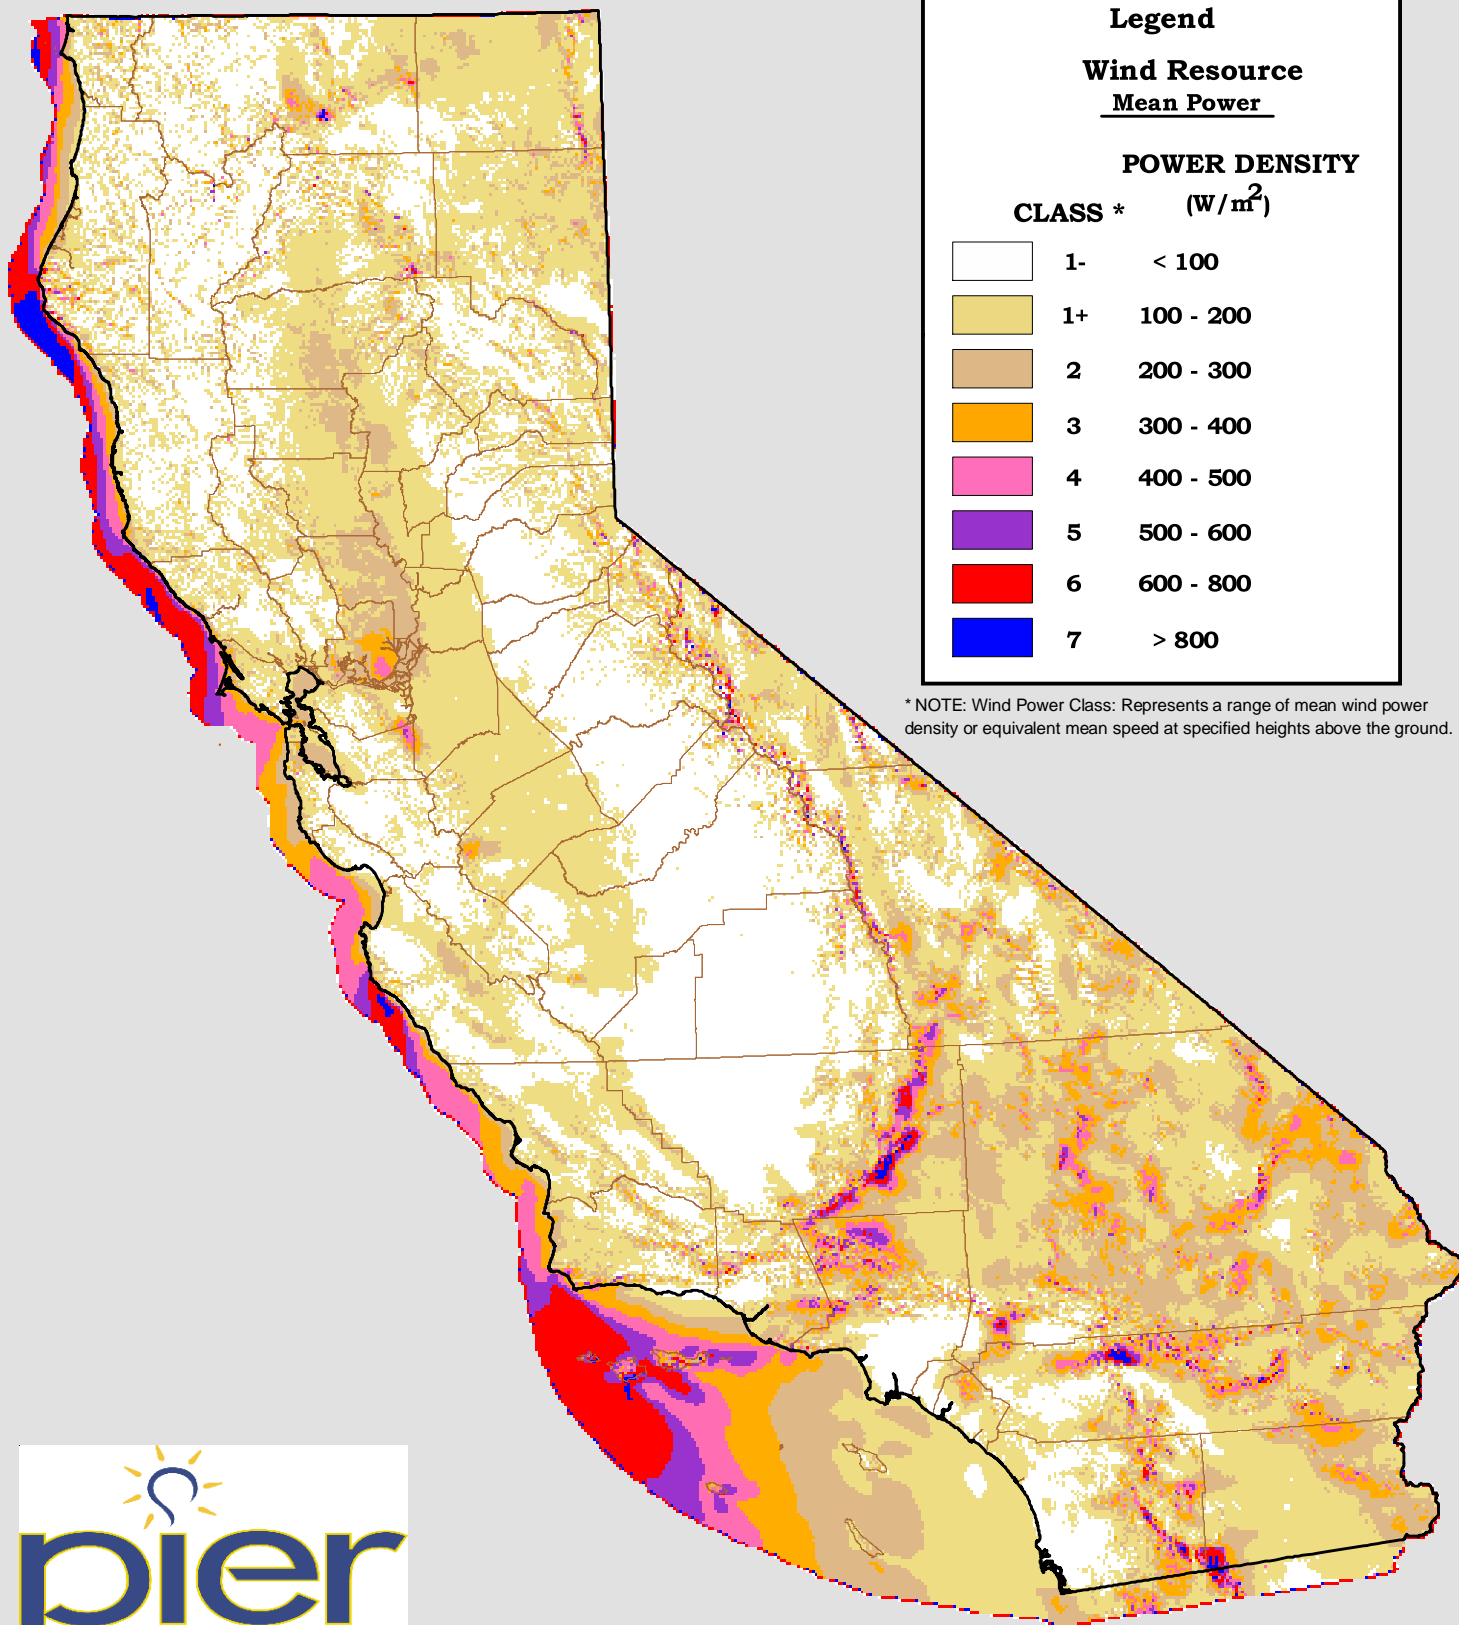 Legend
Wind Resource
Mean Power
POWER DENSITY
CLASS * (W/m2)
1- < 100
1+ 100 - 200
2 200 - 300
3 300 - 400
4 400 - 500
5 500 - 600
6 600 - 800
7 > 800
* NOTE: Wind Power Class: Represents a range of mean wind power
density or equivalent mean speed at specified heights above the ground.
pier